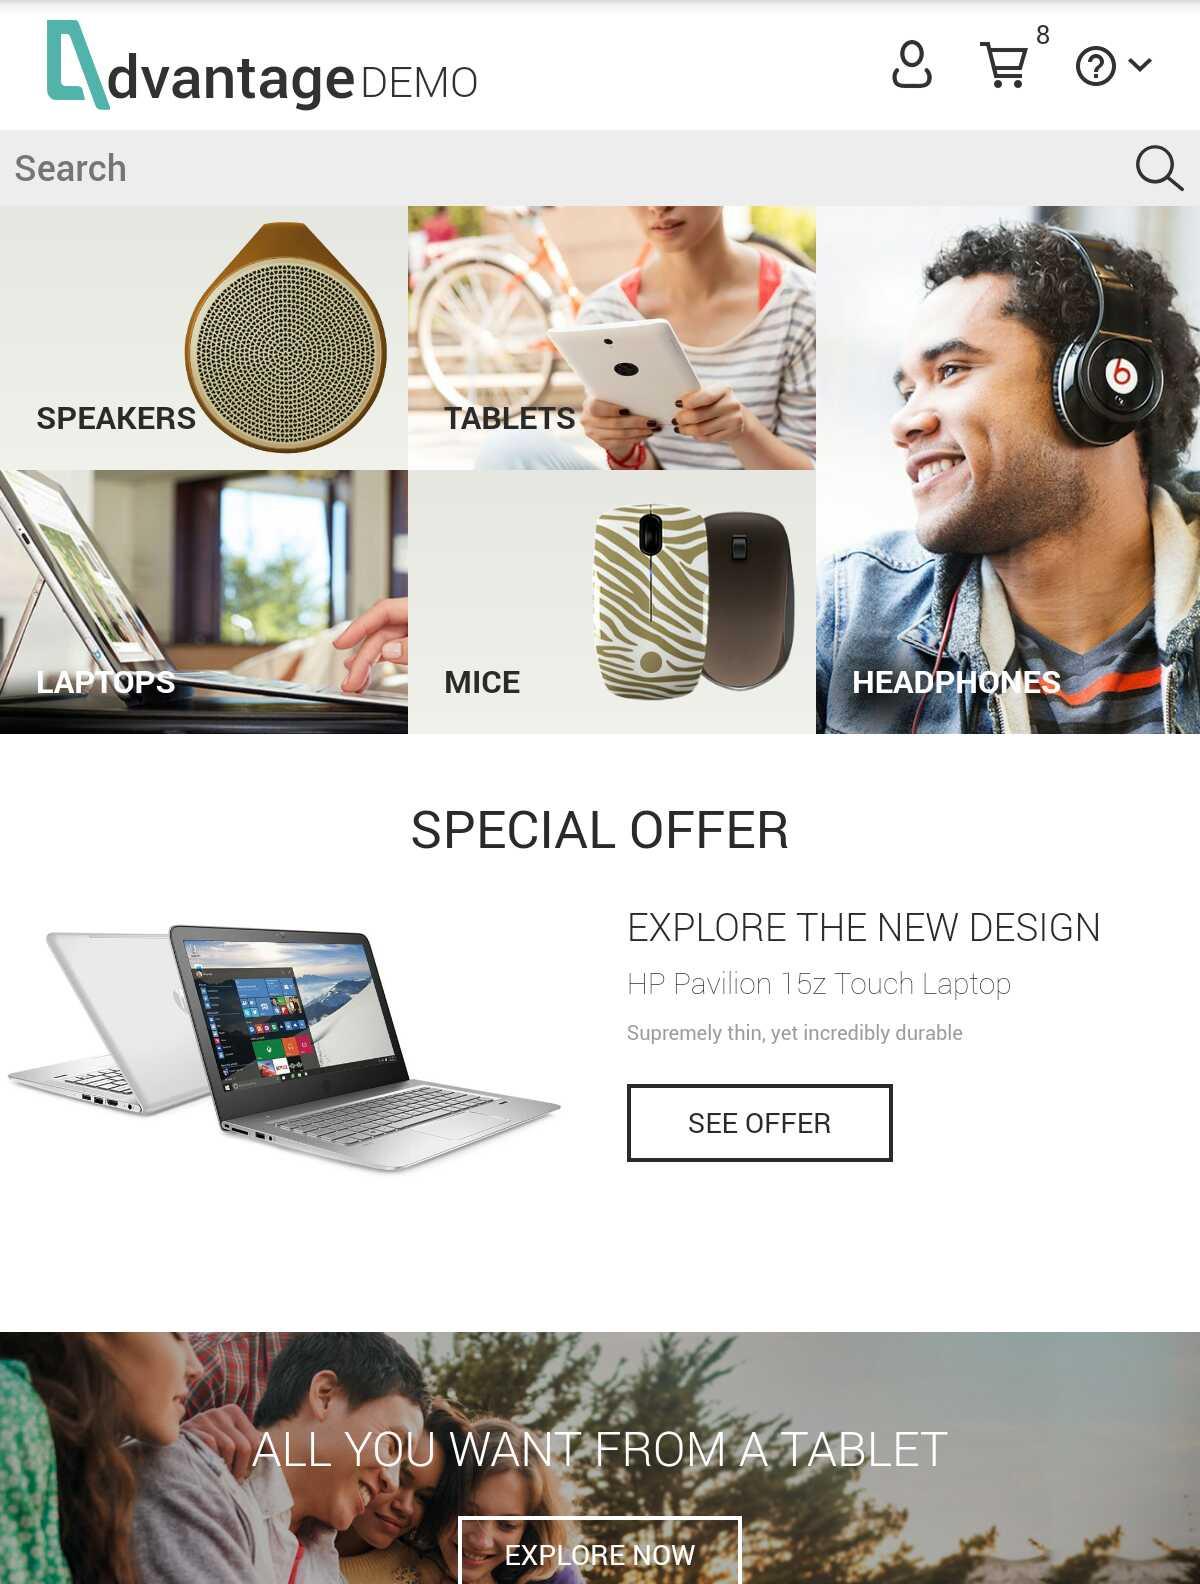 dvantage DEMO
8
Search
SPEAKERS
TABLETS
LAPTOPS
MICE
HEADPHONES
SPECIAL OFFER
EXPLORE THE NEW DESIGN
HP Pavilion 15z Touch Laptop
Supremely thin, yet incredibly durable
SEE OFFER
ALL YOU WANT FROM A TABLET
EXPLORE NOW